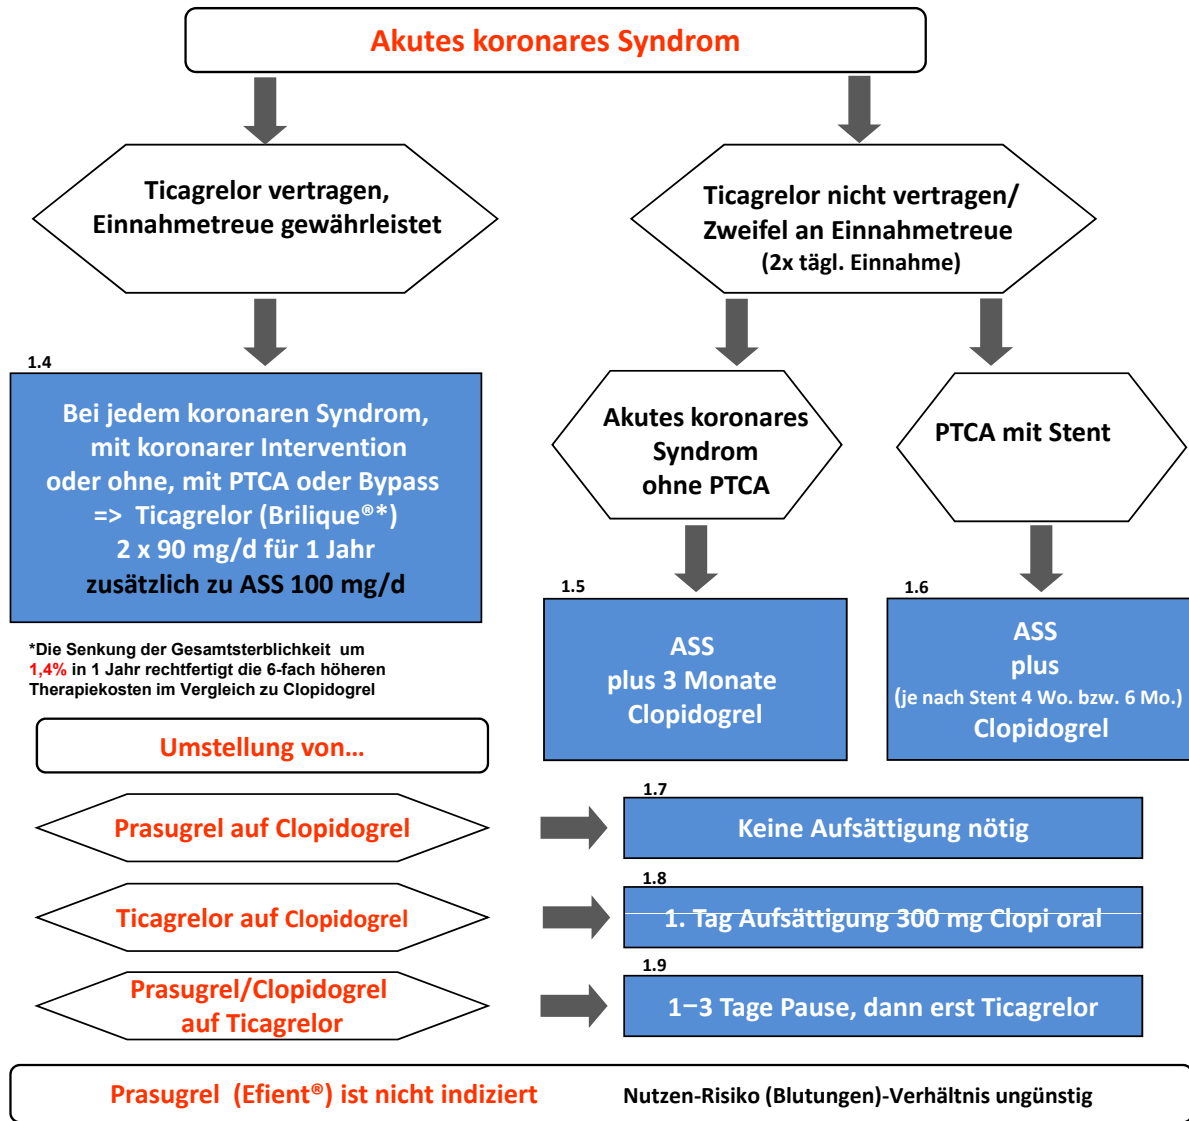 Akutes koronares Syndrom
Ticagrelor vertragen,
Einnahmetreue gewährleistet
Ticagrelor nicht vertragen/
Zweifel an Einnahmetreue
(2x tägl. Einnahme)
1.4
Bei jedem koronaren Syndrom,
mit koronarer Intervention
oder ohne, mit PTCA oder Bypass
=> Ticagrelor (Brilique®*)
2 x 90 mg/d für 1 Jahr
zusätzlich zu ASS 100 mg/d
Akutes koronares
Syndrom
ohne PTCA
PTCA mit Stent
1.5
ASS
plus 3 Monate
Clopidogrel
1.6
ASS
plus
(je nach Stent 4 Wo. bzw. 6 Mo.)
Clopidogrel
*Die Senkung der Gesamtsterblichkeit um
1,4% in 1 Jahr rechtfertigt die 6-fach höheren
Therapiekosten im Vergleich zu Clopidogrel
Umstellung von...
Prasugrel auf Clopidogrel
1.7
Keine Aufsättigung nötig
Ticagrelor auf Clopidogrel
1.8
1. Tag Aufsättigung 300 mg Clopi oral
Prasugrel/Clopidogrel
auf Ticagrelor
1.9
1–3 Tage Pause, dann erst Ticagrelor
Prasugrel (Efient®) ist nicht indiziert Nutzen-Risiko (Blutungen)-Verhältnis ungünstig